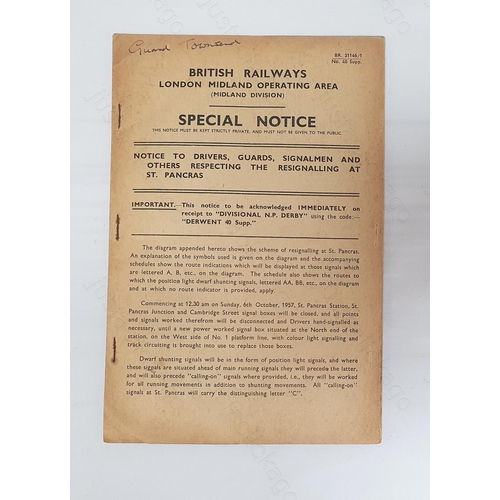 Guard Townsend
BR. 31146/1
No. 40 Supp.
BRITISH RAILWAYS
LONDON MIDLAND OPERATING AREA
(MIDLAND DIVISION)
SPECIAL NOTICE
THIS NOTICE MUST BE KEPT STRICTLY PRIVATE, AND MUST NOT BE GIVEN TO THE PUBLIC
NOTICE TO DRIVERS, GUARDS, SIGNALMEN AND
OTHERS RESPECTING THE RESIGNALLING AT
ST. PANCRAS
IMPORTANT.—This notice to be acknowledged IMMEDIATELY on
receipt to "DIVISIONAL N.P. DERBY" using the code:—
"DERWENT 40 Supp."
The diagram appended hereto shows the scheme of resignalling at St. Pancras.
An explanation of the symbols used is given on the diagram and the accompanying
schedules show the route indications which will be displayed at those signals which
are lettered A, B, etc., on the diagram. The schedule also shows the routes to
which the position light dwarf shunting signals, lettered AA, BB, etc., on the diagram
and at which no route indicator is provided, apply.
Commencing at 12.30 am on Sunday, 6th October, 1957, St. Pancras Station, St.
Pancras Junction and Cambridge Street signal boxes will be closed, and all points
and signals worked therefrom will be disconnected and Drivers hand-signalled as
necessary, until a new power worked signal box situated at the North end of the
station, on the West side of No. 1 platform line, with colour light signalling and
track circuiting is brought into use to replace those boxes.
Dwarf shunting signals will be in the form of position light signals, and where
these signals are situated ahead of main running signals they will precede the latter,
and will also precede "calling-on" signals where provided, i.e., they will be worked
for all running movements in addition to shunting movements. All "calling-on"
signals at St. Pancras will carry the distinguishing letter "C".